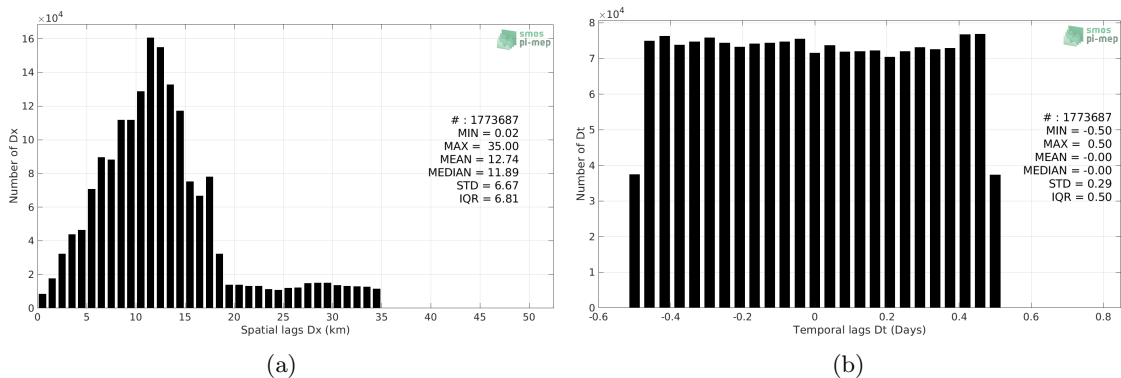 ×10⁴
16
14
12
10
8
6
4
2
0
Number of Dx
smos
pi-mep
# : 1773687
MIN = 0.02
MAX = 35.00
MEAN = 12.74
MEDIAN = 11.89
STD = 6.67
IQR = 6.81
0 5 10 15 20 25 30 35 40 45 50
Spatial lags Dx (km)
(a)
×10⁴
8
7
6
5
4
3
2
1
0
Number of Dt
smos
pi-mep
# : 1773687
MIN = -0.50
MAX = 0.50
MEAN = -0.00
MEDIAN = -0.00
STD = 0.29
IQR = 0.50
-0.6 -0.4 -0.2 0 0.2 0.4 0.6 0.8
Temporal lags Dt (Days)
(b)